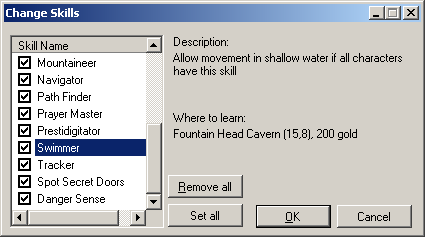 Change Skills
Skill Name
Mountaineer
Navigator
Path Finder
Prayer Master
Prestidigitator
Swimmer
Tracker
Spot Secret Doors
Danger Sense
Description:
Allow movement in shallow water if all characters
have this skill
Where to learn:
Fountain Head Cavern (15,8), 200 gold
Remove all
Set all
OK
Cancel